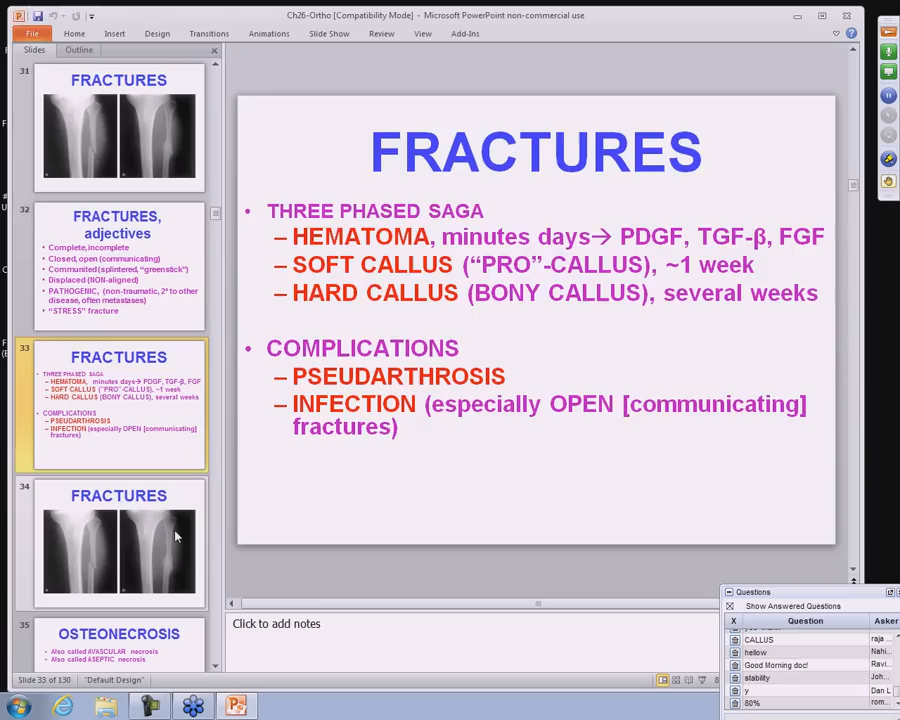 Ch26-Ortho [Compatibility Mode] - Microsoft PowerPoint non-commercial use
File Home Insert Design Transitions Animations Slide Show Review View Add-Ins
Slides Outline
31
FRACTURES
32
FRACTURES,
adjectives
• Complete, incomplete
• Closed, open (communicating)
• Communited (splintered, “greenstick”)
• Displaced (NON-aligned)
• PATHOGENIC, (non-traumatic, 2º to other
disease, often metastases)
• “STRESS” fracture
33
FRACTURES
• THREE PHASED SAGA
– HEMATOMA, minutes days→ PDGF, TGF-β, FGF
– SOFT CALLUS (“PRO”-CALLUS), ~1 week
– HARD CALLUS (BONY CALLUS), several weeks
• COMPLICATIONS
– PSEUDARTHROSIS
– INFECTION (especially OPEN [communicating]
fractures)
34
FRACTURES
35
OSTEONECROSIS
• Also called AVASCULAR necrosis
• Also called ASEPTIC necrosis
FRACTURES
• THREE PHASED SAGA
– HEMATOMA, minutes days→ PDGF, TGF-β, FGF
– SOFT CALLUS (“PRO”-CALLUS), ~1 week
– HARD CALLUS (BONY CALLUS), several weeks
• COMPLICATIONS
– PSEUDARTHROSIS
– INFECTION (especially OPEN [communicating]
fractures)
Click to add notes
Slide 33 of 130 "Default Design"
Questions
Show Answered Questions
X Question Asker
CALLUS raja ...
hellow Nahi...
Good Morning doc! Ravi...
stability Joh...
y Dan L
80% rom...